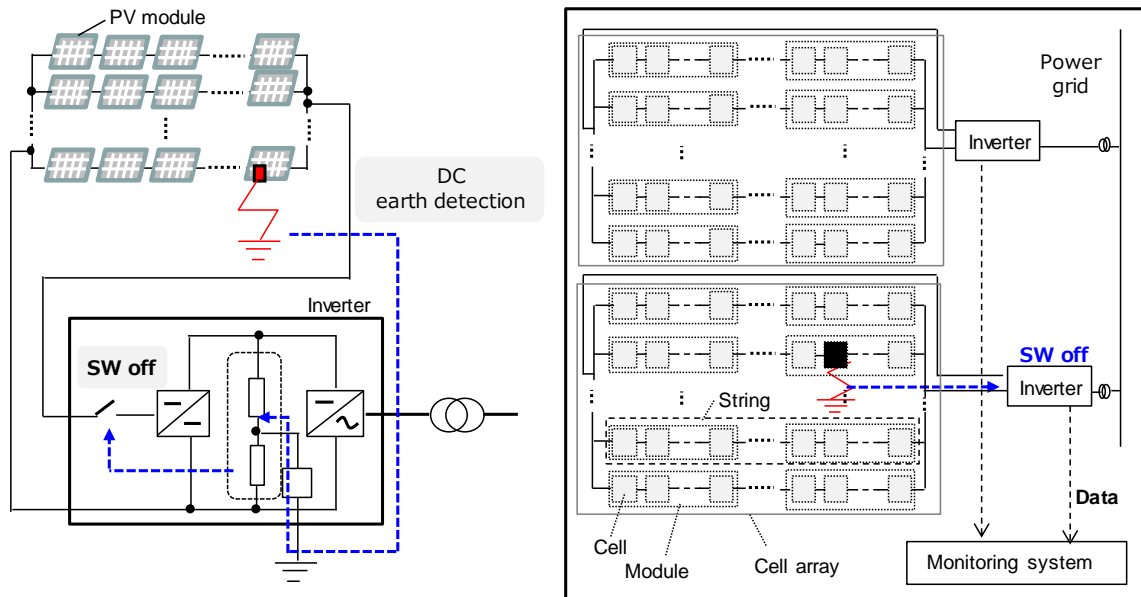 PV module
DC
earth detection
Inverter
SW off
Power
grid
Inverter
SW off
Inverter
String
Data
Cell
Module
Cell array
Monitoring system